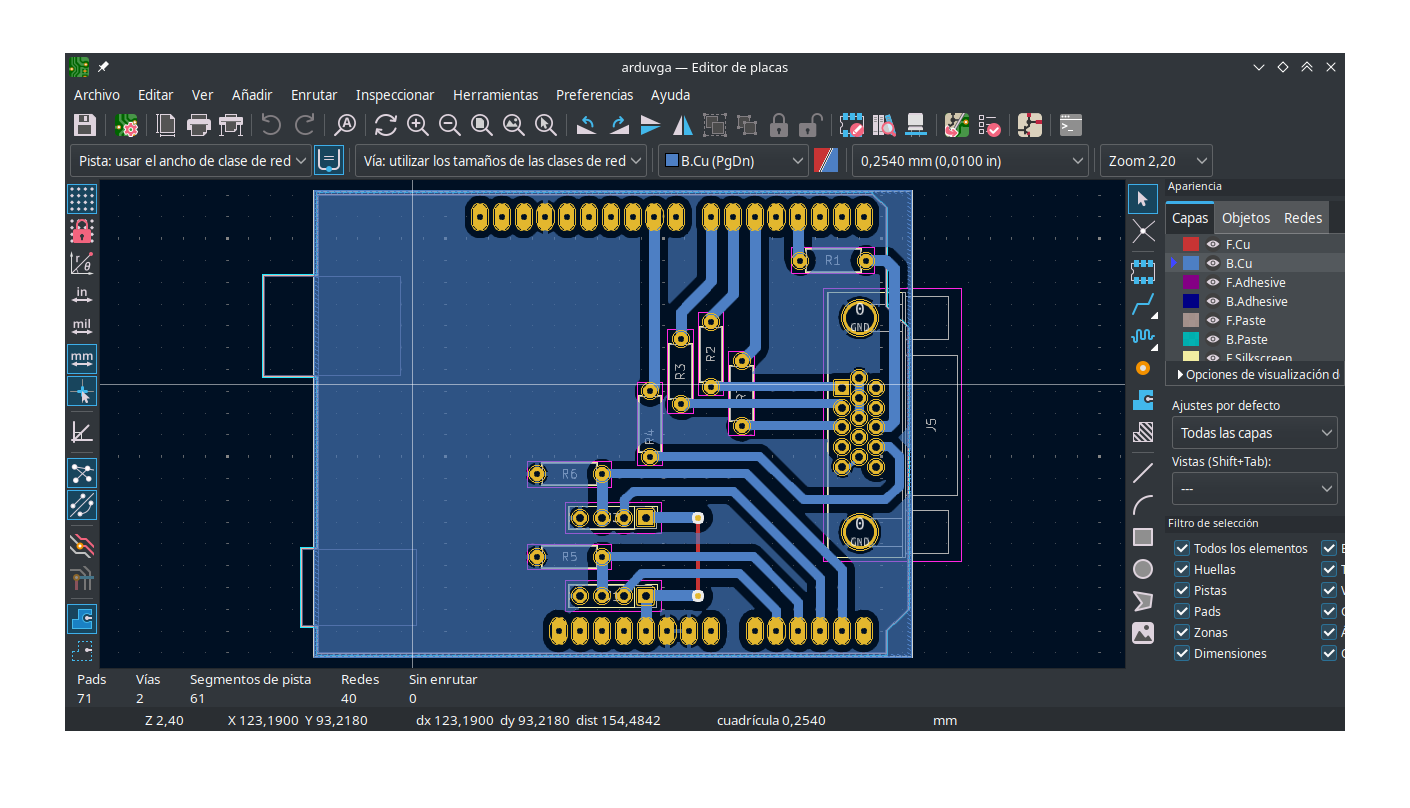 arduvga — Editor de placas
Archivo Editar Ver Añadir Enrutar Inspeccionar Herramientas Preferencias Ayuda
Pista: usar el ancho de clase de red Vía: utilizar los tamaños de las clases de red B.Cu (PgDn) 0,2540 mm (0,0100 in) Zoom 2,20
Apariencia
Capas Objetos Redes
F.Cu
B.Cu
F.Adhesive
B.Adhesive
F.Paste
B.Paste
F.Silkscreen
Opciones de visualización d
Ajustes por defecto
Todas las capas
Vistas (Shift+Tab):
---
Filtro de selección
Todos los elementos
Huellas
Pistas
Pads
Zonas
Dimensiones
in
mil
mm
R1
R2
R3
R
R4
R6
R5
J5
0
GND
0
GND
Pads Vías Segmentos de pista Redes Sin enrutar
71 2 61 40 0
Z 2,40 X 123,1900 Y 93,2180 dx 123,1900 dy 93,2180 dist 154,4842 cuadrícula 0,2540 mm